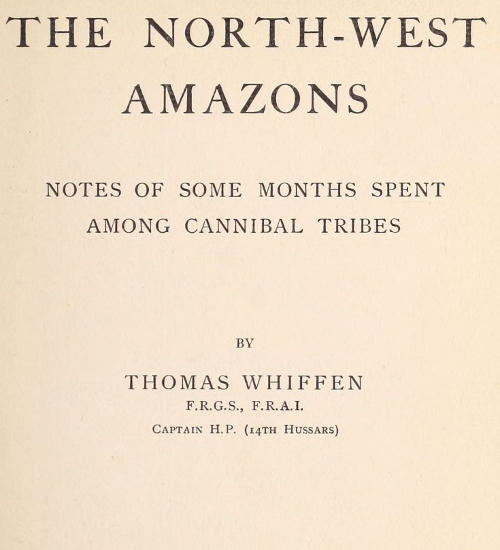 THE NORTH-WEST
AMAZONS
NOTES OF SOME MONTHS SPENT
AMONG CANNIBAL TRIBES
BY
THOMAS WHIFFEN
F.R.G.S., F.R.A.I.
CAPTAIN H.P. (14TH HUSSARS)